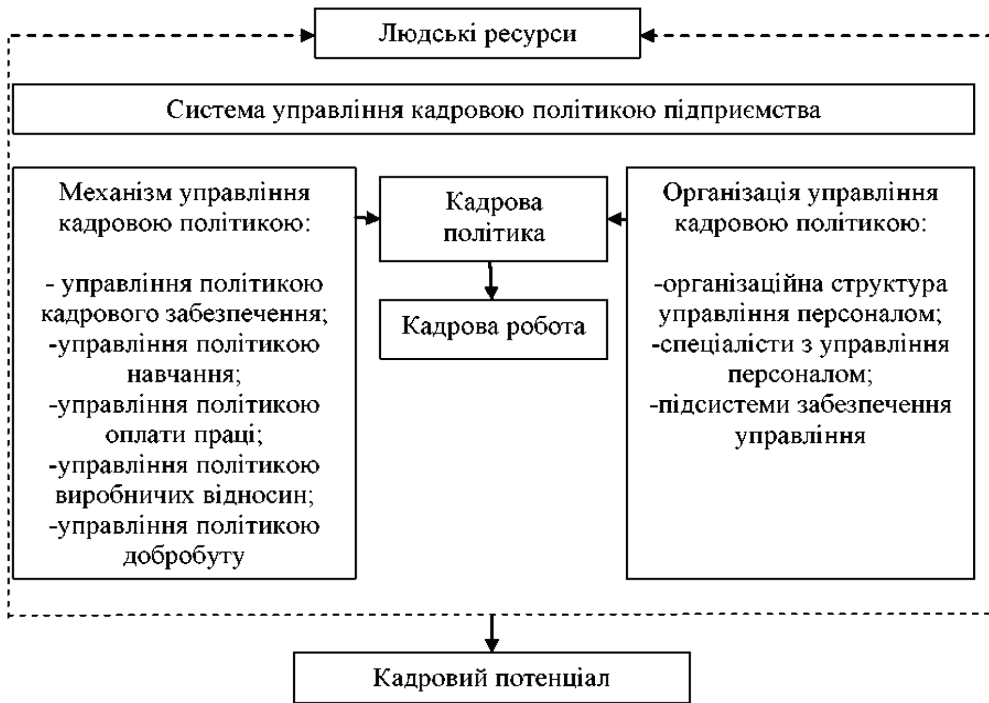 Людські ресурси
Система управління кадровою політикою підприємства
Механізм управління
кадровою політикою:
- управління політикою
кадрового забезпечення;
-управління політикою
навчання;
-управління політикою
оплати праці;
-управління політикою
виробничих відносин;
-управління політикою
добробуту
Кадрова
політика
Кадрова робота
Організація управління
кадровою політикою:
-організаційна структура
управління персоналом;
-спеціалісти з управління
персоналом;
-підсистеми забезпечення
управління
Кадровий потенціал